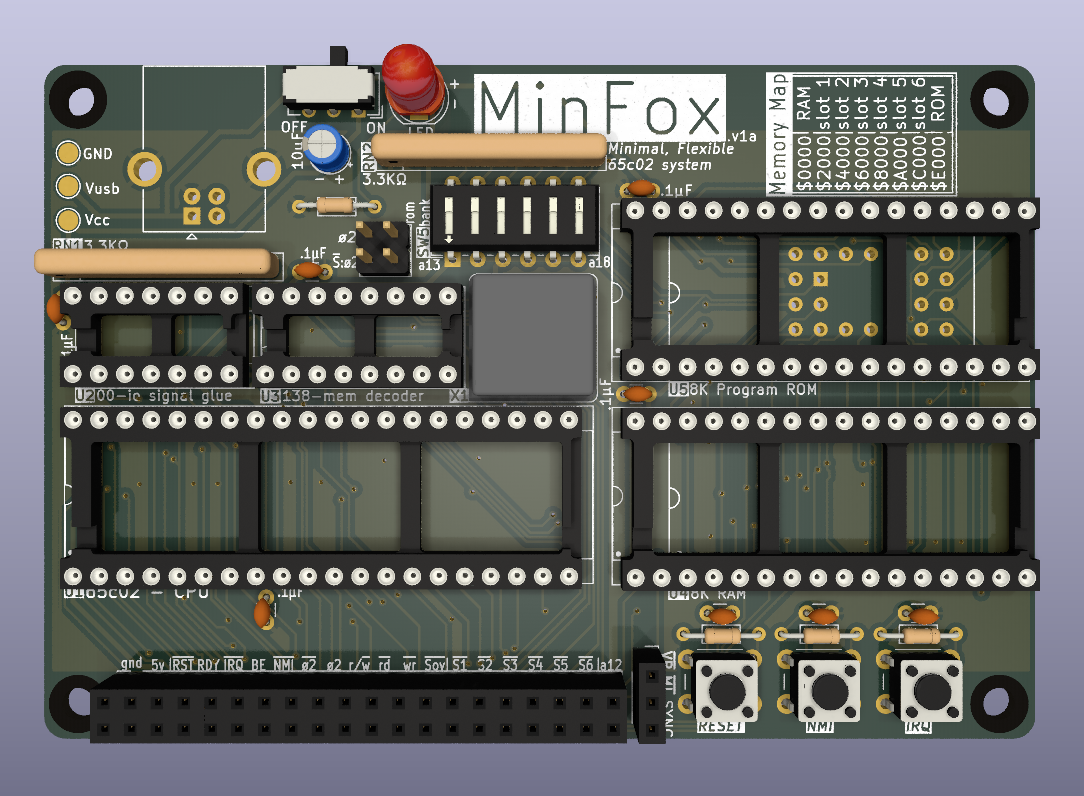 MinFox
.v1a
Minimal, Flexible
65c02 system
Memory Map
$0000 RAM
$2000 slot 1
$4000 slot 2
$6000 slot 3
$8000 slot 4
$A000 slot 5
$C000 slot 6
$E000 ROM
OFF
ON
LED
+
-
10µF
- +
GND
Vusb
Vcc
RN2
3.3KΩ
.1µF
RN1 3.3KΩ
.1µF
rom
bank
SW5
ø2
S:ø2
a13
a18
.1µF
U2 00-ic signal glue
U3 138-mem decoder
X1
.1µF
U5 8K Program ROM
U1 65c02 - CPU
.1µF
U4 8K RAM
gnd 5v RST RDY IRQ BE NMI ø2 ø2 r/w rd wr 5ov S1 S2 S3 S4 S5 S6 a12
SYNC
RESET
NMI
IRQ